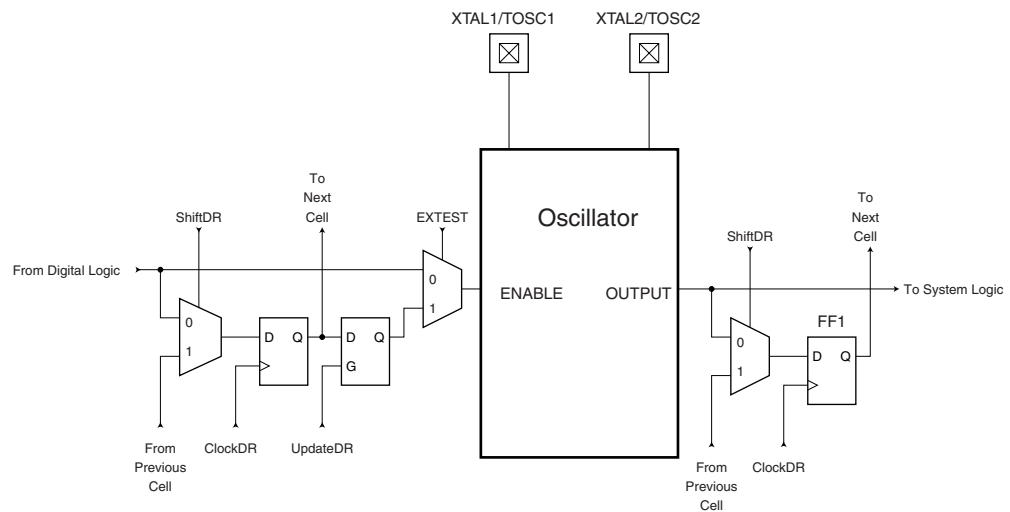 XTAL1/TOSC1
XTAL2/TOSC2
To
Next
Cell
ShiftDR
EXTEST
Oscillator
From Digital Logic
0
1
D
Q
D
Q
G
0
1
ENABLE
OUTPUT
From
Previous
Cell
ClockDR
UpdateDR
To
Next
Cell
ShiftDR
To System Logic
FF1
0
1
D
Q
From
Previous
Cell
ClockDR